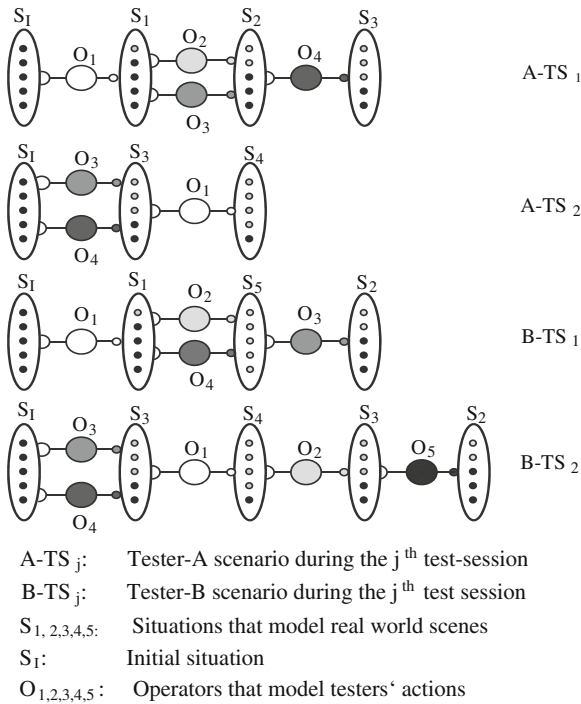 S_I S_1 S_2 S_3
O_1 O_2 O_4
O_3
A-TS_1
S_I S_3 S_4
O_3 O_1
O_4
A-TS_2
S_I S_1 S_5 S_2
O_1 O_2 O_3
O_4
B-TS_1
S_I S_3 S_4 S_3 S_2
O_3 O_1 O_2 O_5
O_4
B-TS_2
A-TS_j: Tester-A scenario during the j^th test-session
B-TS_j: Tester-B scenario during the j^th test session
S_1,2,3,4,5: Situations that model real world scenes
S_I: Initial situation
O_1,2,3,4,5: Operators that model testers‘ actions